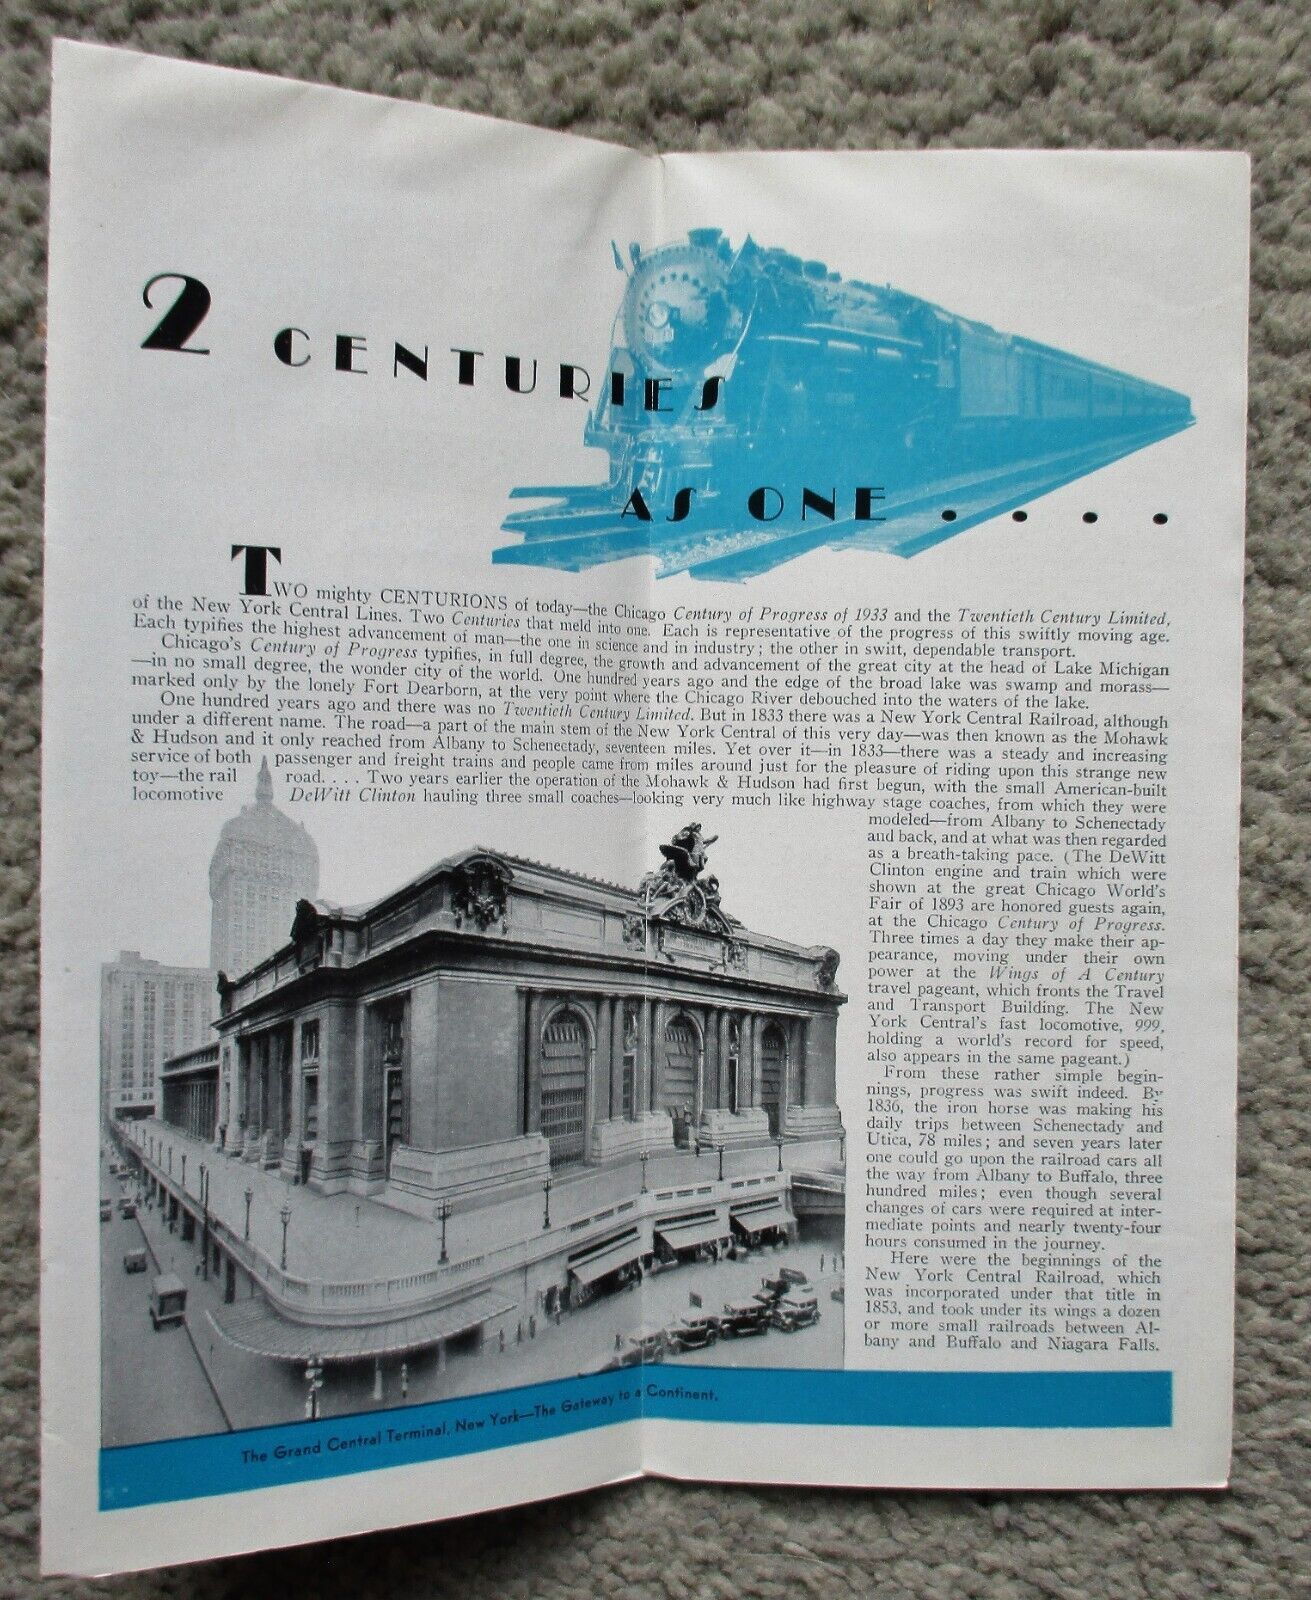 2 CENTURIES
AS ONE . . . .
TWO mighty CENTURIONS of today—the Chicago Century of Progress of 1933 and the Twentieth Century Limited,
of the New York Central Lines. Two Centuries that meld into one. Each is representative of the progress of this swiftly moving age.
Each typifies the highest advancement of man—the one in science and in industry; the other in swift, dependable transport.
Chicago's Century of Progress typifies, in full degree, the growth and advancement of the great city at the head of Lake Michigan
—in no small degree, the wonder city of the world. One hundred years ago and the edge of the broad lake was swamp and morass—
marked only by the lonely Fort Dearborn, at the very point where the Chicago River debouched into the waters of the lake.
One hundred years ago and there was no Twentieth Century Limited. But in 1833 there was a New York Central Railroad, although
under a different name. The road—a part of the main stem of the New York Central of this very day—was then known as the Mohawk
& Hudson and it only reached from Albany to Schenectady, seventeen miles. Yet over it—in 1833—there was a steady and increasing
service of both passenger and freight trains and people came from miles around just for the pleasure of riding upon this strange new
toy—the rail road. . . . Two years earlier the operation of the Mohawk & Hudson had first begun, with the small American-built
locomotive DeWitt Clinton hauling three small coaches—looking very much like highway stage coaches, from which they were
modeled—from Albany to Schenectady
and back, and at what was then regarded
as a breath-taking pace. (The DeWitt
Clinton engine and train which were
shown at the great Chicago World's
Fair of 1893 are honored guests again,
at the Chicago Century of Progress.
Three times a day they make their ap-
pearance, moving under their own
power at the Wings of A Century
travel pageant, which fronts the Travel
and Transport Building. The New
York Central's fast locomotive, 999,
holding a world's record for speed,
also appears in the same pageant.)
From these rather simple begin-
nings, progress was swift indeed. By
1836, the iron horse was making his
daily trips between Schenectady and
Utica, 78 miles; and seven years later
one could go upon the railroad cars all
the way from Albany to Buffalo, three
hundred miles; even though several
changes of cars were required at inter-
mediate points and nearly twenty-four
hours consumed in the journey.
Here were the beginnings of the
New York Central Railroad, which
was incorporated under that title in
1853, and took under its wings a dozen
or more small railroads between Al-
bany and Buffalo and Niagara Falls.
The Grand Central Terminal, New York—The Gateway to a Continent.